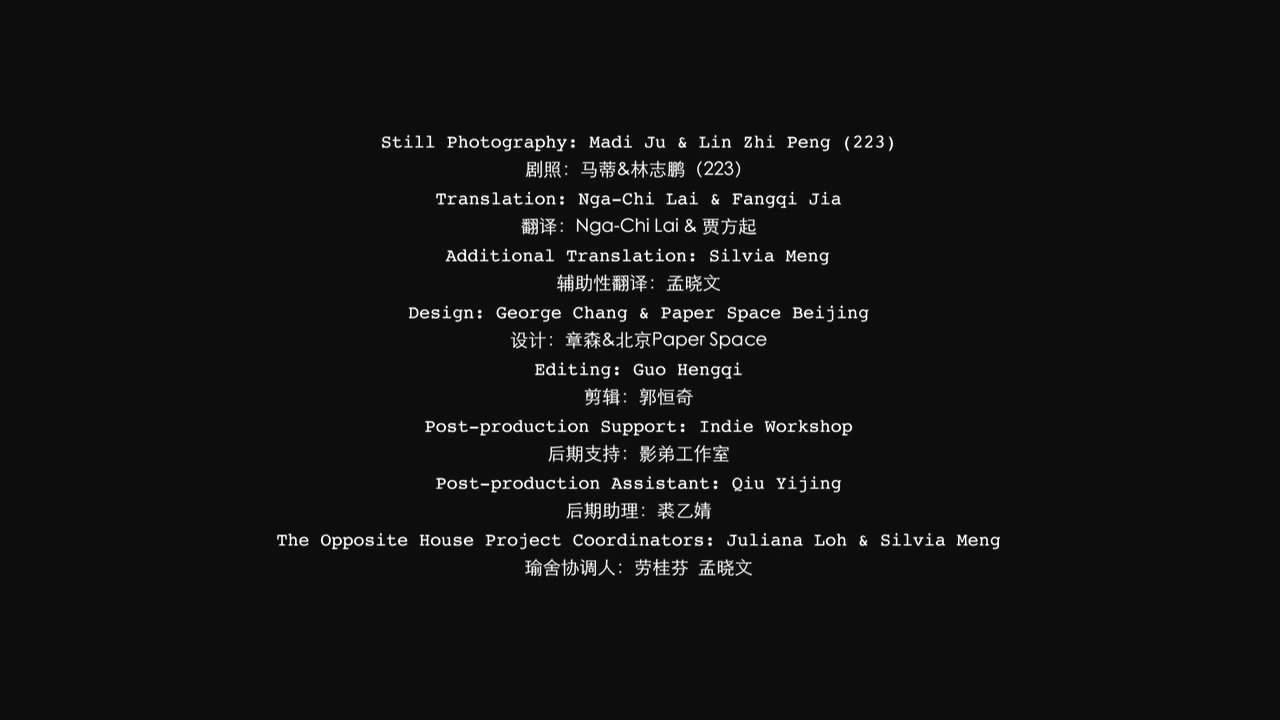 Still Photography: Madi Ju & Lin Zhi Peng (223)
剧照：马蒂&林志鹏（223）
Translation: Nga-Chi Lai & Fangqi Jia
翻译：Nga-Chi Lai & 贾方起
Additional Translation: Silvia Meng
辅助性翻译：孟晓文
Design: George Chang & Paper Space Beijing
设计：章森&北京Paper Space
Editing: Guo Hengqi
剪辑：郭恒奇
Post-production Support: Indie Workshop
后期支持：影弟工作室
Post-production Assistant: Qiu Yijing
后期助理：裘乙婧
The Opposite House Project Coordinators: Juliana Loh & Silvia Meng
瑜舍协调人：劳桂芬 孟晓文